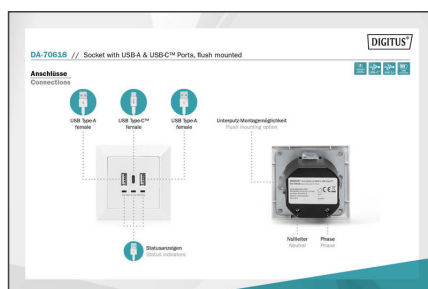 DIGITUS®
DA-70618 // Socket with USB-A & USB-C™ Ports, flush mounted
Anschlüsse
Connections
USB Type-A
female
USB Type-C™
female
USB Type-A
female
Unterputz-Montagemöglichkeit
Flush mounting option
Statusanzeigen
Status indicators
Nullleiter
Neutral
Phase
Phase